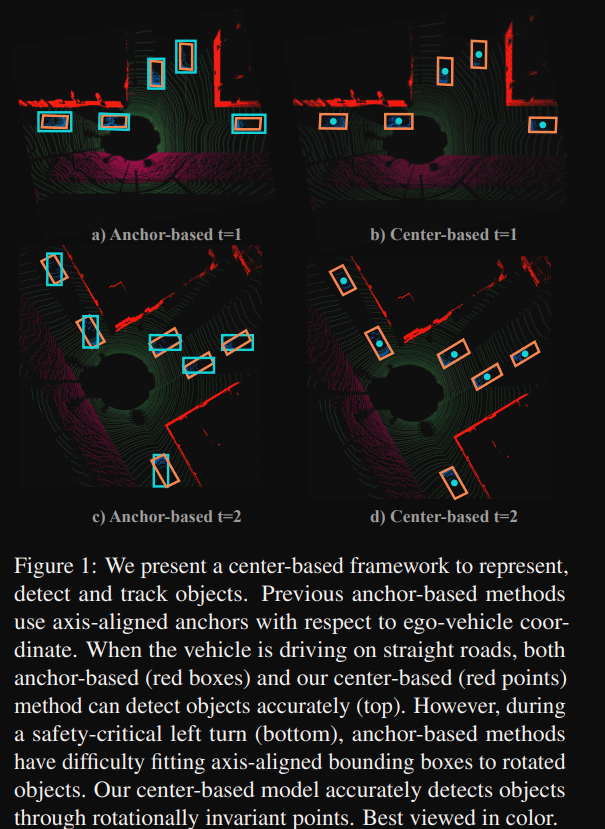 a) Anchor-based t=1
b) Center-based t=1
c) Anchor-based t=2
d) Center-based t=2
Figure 1: We present a center-based framework to represent,
detect and track objects. Previous anchor-based methods
use axis-aligned anchors with respect to ego-vehicle coor-
dinate. When the vehicle is driving on straight roads, both
anchor-based (red boxes) and our center-based (red points)
method can detect objects accurately (top). However, during
a safety-critical left turn (bottom), anchor-based methods
have difficulty fitting axis-aligned bounding boxes to rotated
objects. Our center-based model accurately detects objects
through rotationally invariant points. Best viewed in color.